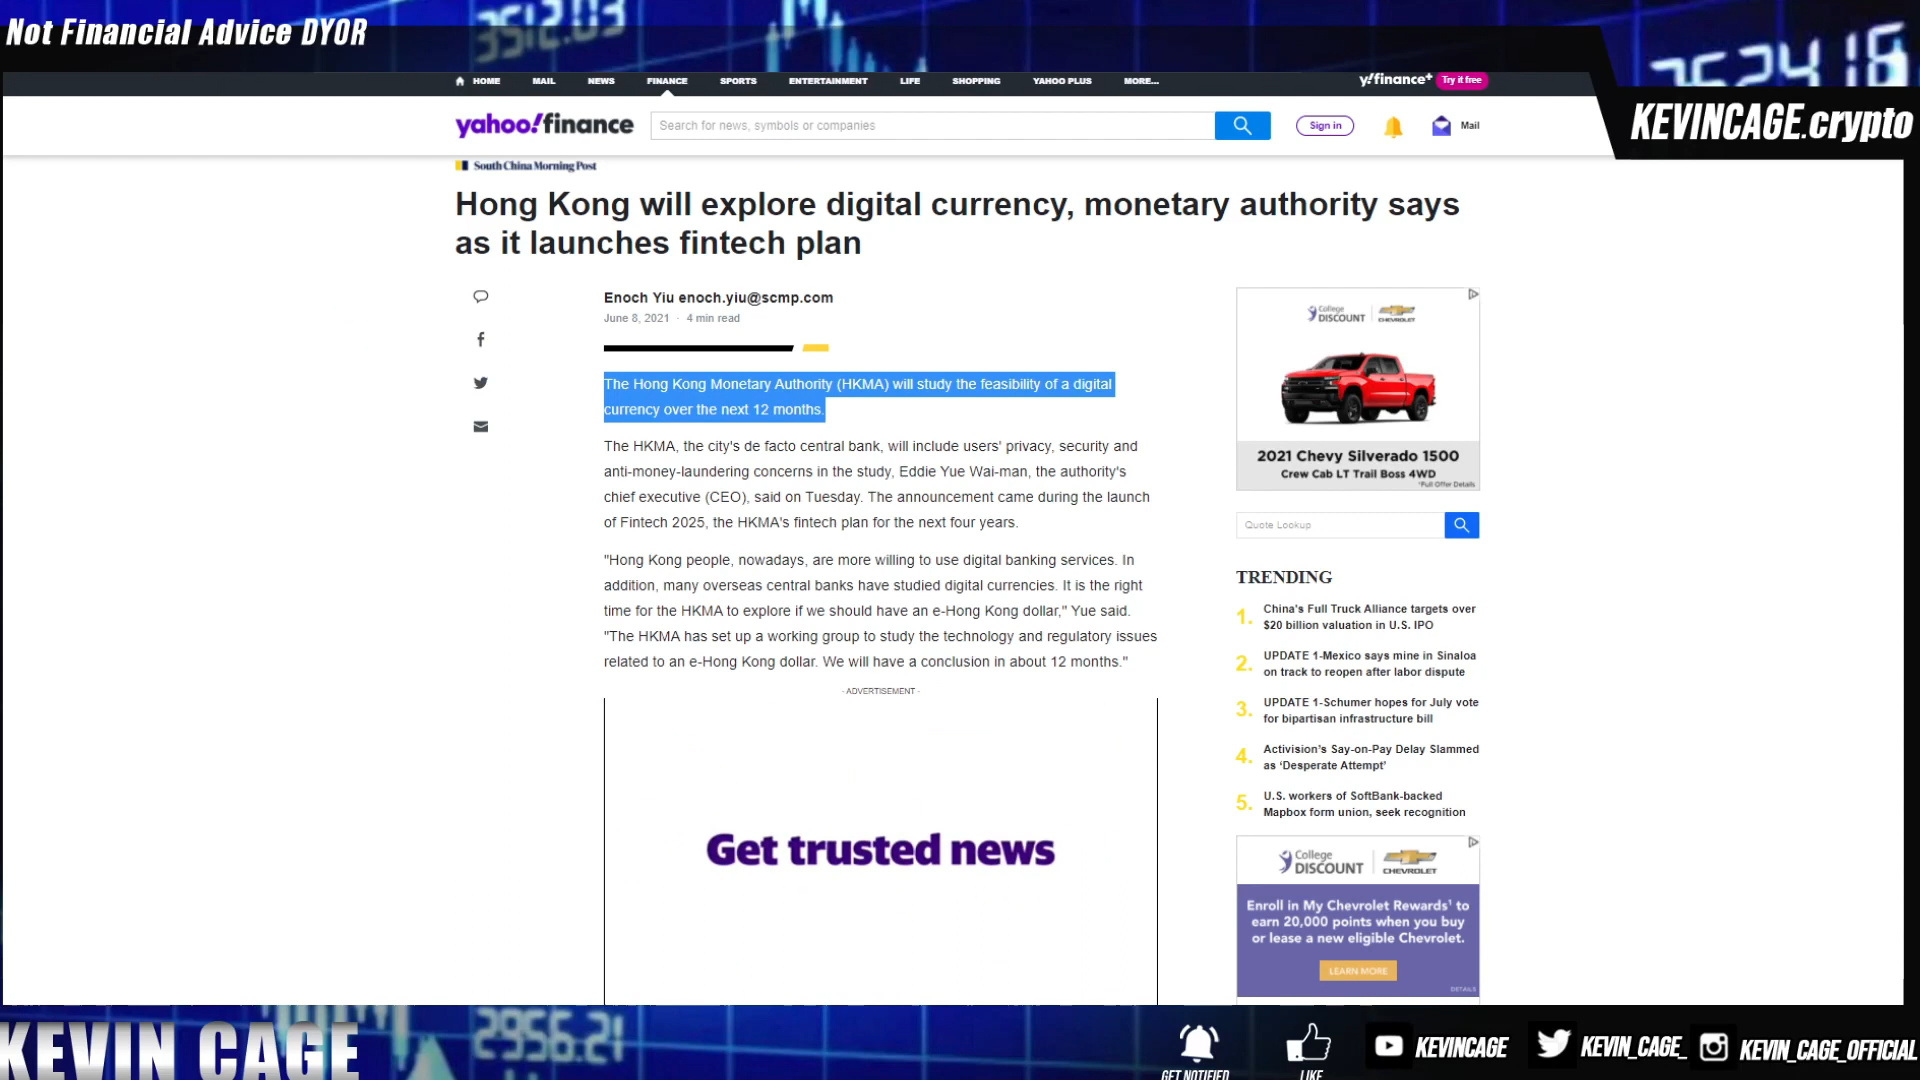 Not Financial Advice DYOR
3512.03
HOME MAIL NEWS FINANCE SPORTS ENTERTAINMENT LIFE SHOPPING YAHOO PLUS MORE...
y!finance+ Try it free
KEVINCAGE.crypto
yahoo!finance
Search for news, symbols or companies
Sign in
Mail
South China Morning Post
Hong Kong will explore digital currency, monetary authority says
as it launches fintech plan
Enoch Yiu enoch.yiu@scmp.com
June 8, 2021 · 4 min read
The Hong Kong Monetary Authority (HKMA) will study the feasibility of a digital
currency over the next 12 months.
The HKMA, the city's de facto central bank, will include users' privacy, security and
anti-money-laundering concerns in the study, Eddie Yue Wai-man, the authority's
chief executive (CEO), said on Tuesday. The announcement came during the launch
of Fintech 2025, the HKMA's fintech plan for the next four years.
"Hong Kong people, nowadays, are more willing to use digital banking services. In
addition, many overseas central banks have studied digital currencies. It is the right
time for the HKMA to explore if we should have an e-Hong Kong dollar," Yue said.
"The HKMA has set up a working group to study the technology and regulatory issues
related to an e-Hong Kong dollar. We will have a conclusion in about 12 months."
- ADVERTISEMENT -
Get trusted news
College DISCOUNT CHEVROLET
2021 Chevy Silverado 1500
Crew Cab LT Trail Boss 4WD
*Full Offer Details
Quote Lookup
TRENDING
1. China's Full Truck Alliance targets over
$20 billion valuation in U.S. IPO
2. UPDATE 1-Mexico says mine in Sinaloa
on track to reopen after labor dispute
3. UPDATE 1-Schumer hopes for July vote
for bipartisan infrastructure bill
4. Activision's Say-on-Pay Delay Slammed
as ‘Desperate Attempt’
5. U.S. workers of SoftBank-backed
Mapbox form union, seek recognition
College DISCOUNT CHEVROLET
Enroll in My Chevrolet Rewards¹ to
earn 20,000 points when you buy
or lease a new eligible Chevrolet.
LEARN MORE
DETAILS
KEVIN CAGE
2956.21
GET NOTIFIED
LIKE
KEVINCAGE
KEVIN_CAGE_
KEVIN_CAGE_OFFICIAL